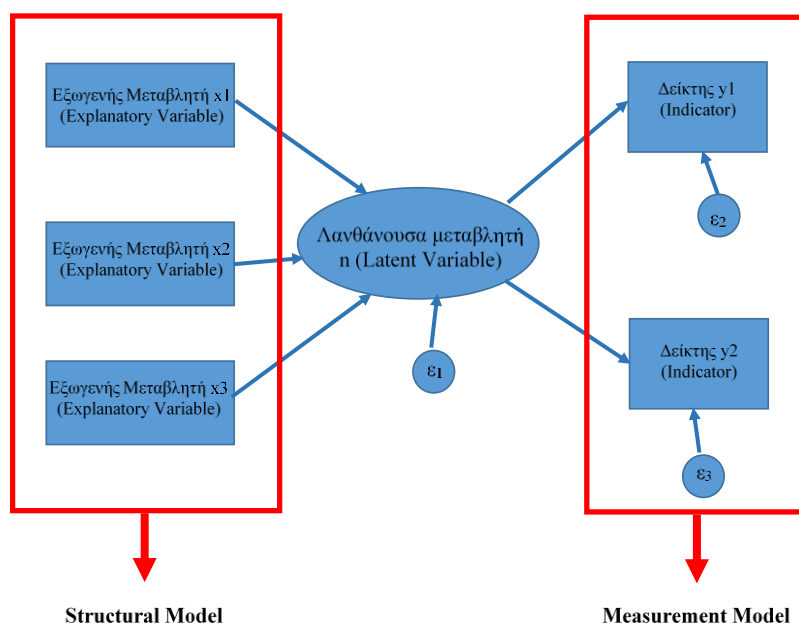 Εξωγενής Μεταβλητή x1
(Explanatory Variable)
Εξωγενής Μεταβλητή x2
(Explanatory Variable)
Εξωγενής Μεταβλητή x3
(Explanatory Variable)
Λανθάνουσα μεταβλητή
n (Latent Variable)
ε1
Δείκτης y1
(Indicator)
ε2
Δείκτης y2
(Indicator)
ε3
Structural Model
Measurement Model